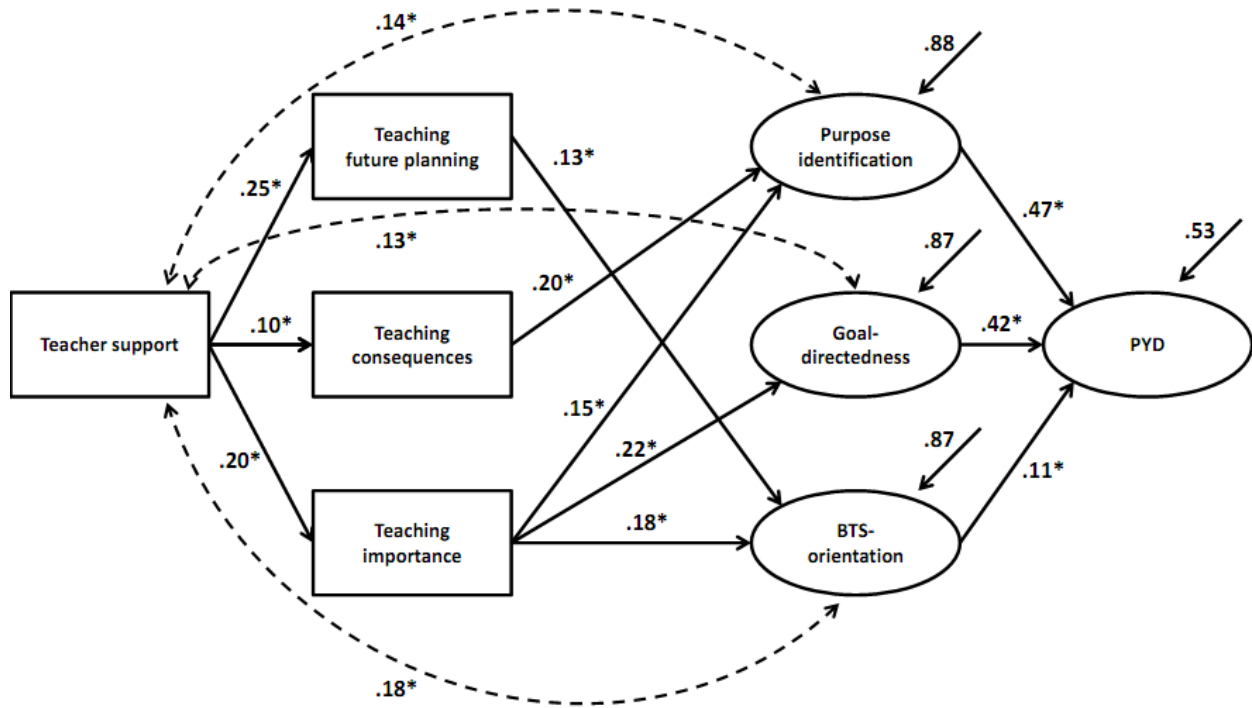 .14*
.88
Teaching
future planning
.13*
Purpose
identification
.25*
.47*
.13*
.87
.53
.20*
Teacher support
.10*
Teaching
consequences
Goal-
directedness
.42*
PYD
.15*
.22*
.87
.20*
.11*
Teaching
importance
.18*
BTS-
orientation
.18*